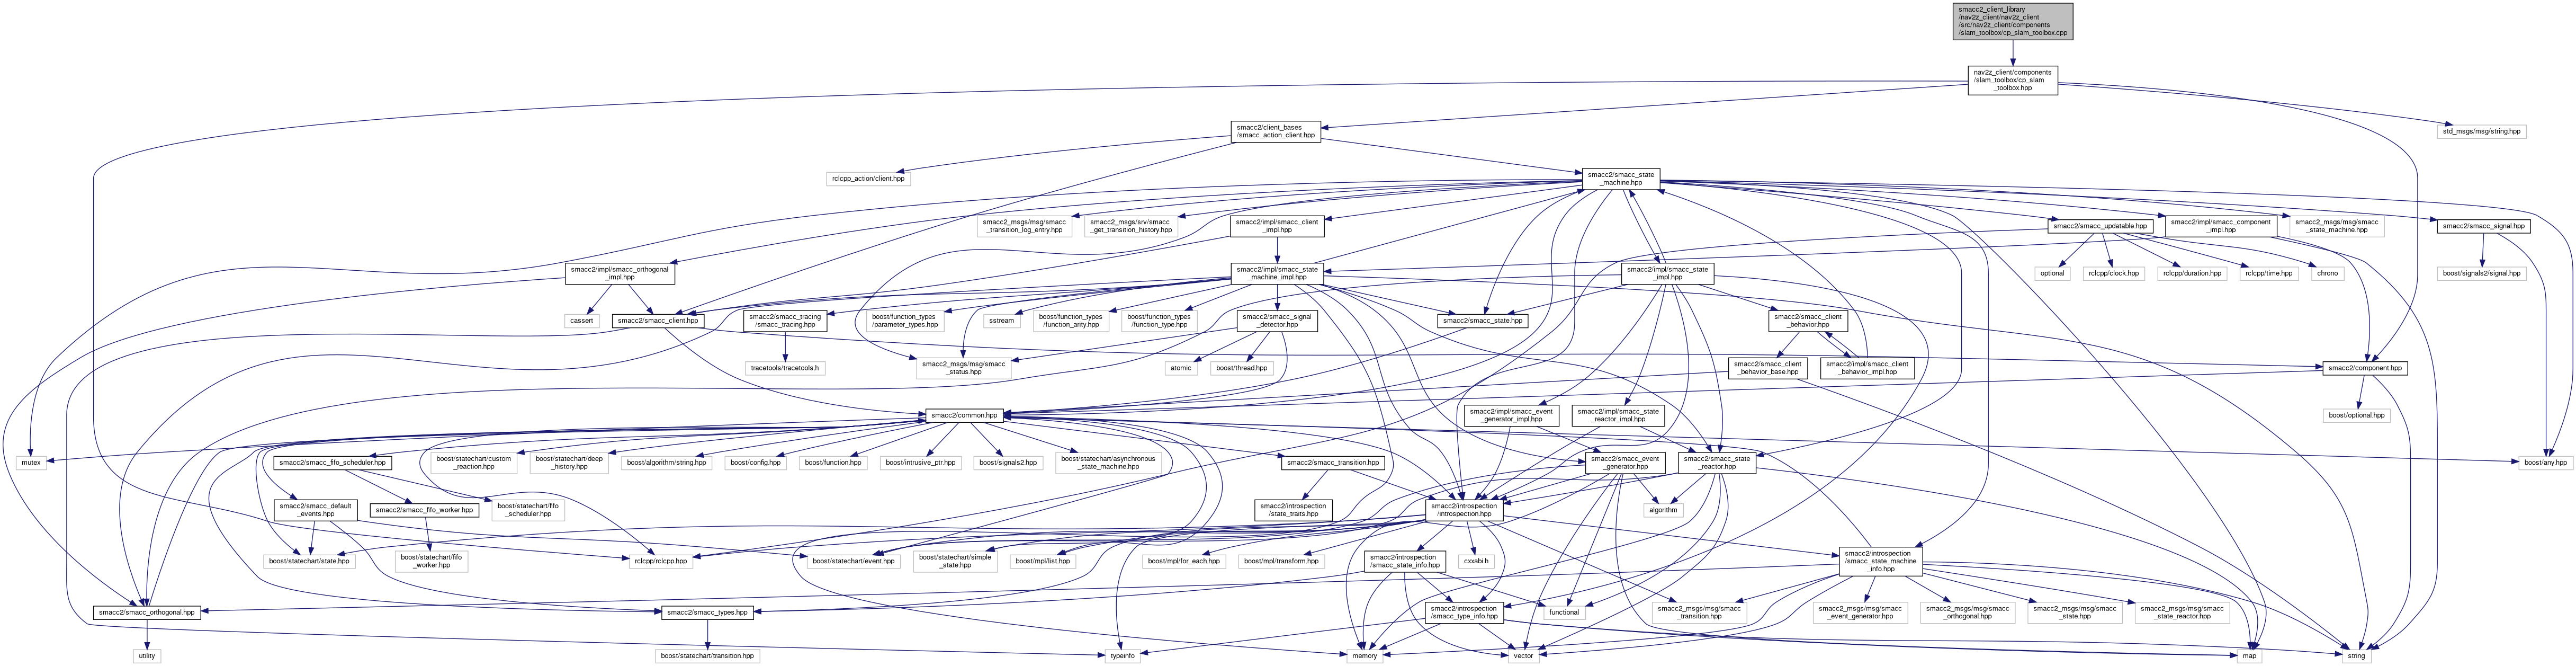 smacc2_client_library
/nav2z_client/nav2z_client
/src/nav2z_client/components
/slam_toolbox/cp_slam_toolbox.cpp
nav2z_client/components
/slam_toolbox/cp_slam
_toolbox.hpp
smacc2/client_bases
/smacc_action_client.hpp
std_msgs/msg/string.hpp
rclcpp_action/client.hpp
smacc2/smacc_state
_machine.hpp
smacc2_msgs/msg/smacc
_transition_log_entry.hpp
smacc2_msgs/srv/smacc
_get_transition_history.hpp
smacc2/impl/smacc_client
_impl.hpp
smacc2/smacc_updatable.hpp
smacc2/impl/smacc_component
_impl.hpp
smacc2_msgs/msg/smacc
_state_machine.hpp
smacc2/smacc_signal.hpp
smacc2/impl/smacc_orthogonal
_impl.hpp
smacc2/impl/smacc_state
_machine_impl.hpp
smacc2/impl/smacc_state
_impl.hpp
optional
rclcpp/clock.hpp
rclcpp/duration.hpp
rclcpp/time.hpp
chrono
boost/signals2/signal.hpp
cassert
smacc2/smacc_client.hpp
smacc2/smacc_tracing
/smacc_tracing.hpp
boost/function_types
/parameter_types.hpp
sstream
boost/function_types
/function_arity.hpp
boost/function_types
/function_type.hpp
smacc2/smacc_signal
_detector.hpp
smacc2/smacc_state.hpp
smacc2/smacc_client
_behavior.hpp
tracetools/tracetools.h
smacc2_msgs/msg/smacc
_status.hpp
atomic
boost/thread.hpp
smacc2/smacc_client
_behavior_base.hpp
smacc2/impl/smacc_client
_behavior_impl.hpp
smacc2/component.hpp
smacc2/common.hpp
smacc2/impl/smacc_event
_generator_impl.hpp
smacc2/impl/smacc_state
_reactor_impl.hpp
boost/optional.hpp
mutex
smacc2/smacc_fifo_scheduler.hpp
boost/statechart/custom
_reaction.hpp
boost/statechart/deep
_history.hpp
boost/algorithm/string.hpp
boost/config.hpp
boost/function.hpp
boost/intrusive_ptr.hpp
boost/signals2.hpp
boost/statechart/asynchronous
_state_machine.hpp
smacc2/smacc_transition.hpp
smacc2/smacc_event
_generator.hpp
smacc2/smacc_state
_reactor.hpp
boost/any.hpp
smacc2/smacc_default
_events.hpp
smacc2/smacc_fifo_worker.hpp
boost/statechart/fifo
_scheduler.hpp
smacc2/introspection
/state_traits.hpp
smacc2/introspection
/introspection.hpp
algorithm
boost/statechart/state.hpp
boost/statechart/fifo
_worker.hpp
rclcpp/rclcpp.hpp
boost/statechart/event.hpp
boost/statechart/simple
_state.hpp
boost/mpl/list.hpp
boost/mpl/for_each.hpp
boost/mpl/transform.hpp
smacc2/introspection
/smacc_state_info.hpp
cxxabi.h
smacc2/introspection
/smacc_state_machine
_info.hpp
smacc2/smacc_orthogonal.hpp
smacc2/smacc_types.hpp
smacc2/introspection
/smacc_type_info.hpp
functional
smacc2_msgs/msg/smacc
_transition.hpp
smacc2_msgs/msg/smacc
_event_generator.hpp
smacc2_msgs/msg/smacc
_orthogonal.hpp
smacc2_msgs/msg/smacc
_state.hpp
smacc2_msgs/msg/smacc
_state_reactor.hpp
utility
boost/statechart/transition.hpp
typeinfo
memory
vector
map
string